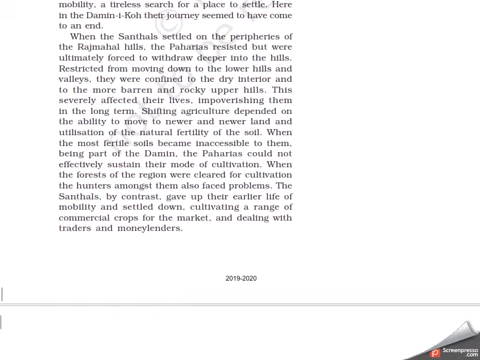 mobility, a tireless search for a place to settle. Here
in the Damin-i-Koh their journey seemed to have come
to an end.
When the Santhals settled on the peripheries of
the Rajmahal hills, the Paharias resisted but were
ultimately forced to withdraw deeper into the hills.
Restricted from moving down to the lower hills and
valleys, they were confined to the dry interior and
to the more barren and rocky upper hills. This
severely affected their lives, impoverishing them
in the long term. Shifting agriculture depended on
the ability to move to newer and newer land and
utilisation of the natural fertility of the soil. When
the most fertile soils became inaccessible to them,
being part of the Damin, the Paharias could not
effectively sustain their mode of cultivation. When
the forests of the region were cleared for cultivation
the hunters amongst them also faced problems. The
Santhals, by contrast, gave up their earlier life of
mobility and settled down, cultivating a range of
commercial crops for the market, and dealing with
traders and moneylenders.
2019-2020
Screenpresso.com